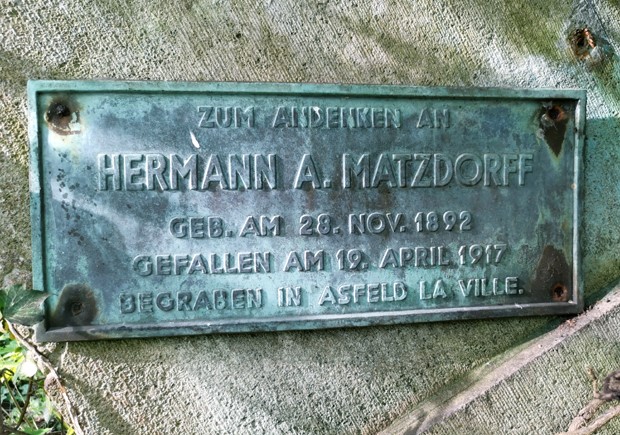 ZUM ANDENKEN AN
HERMANN A. MATZDORFF
GEB. AM 28. NOV. 1892
GEFALLEN AM 19. APRIL 1917
BEGRABEN IN ASFELD LA VILLE.